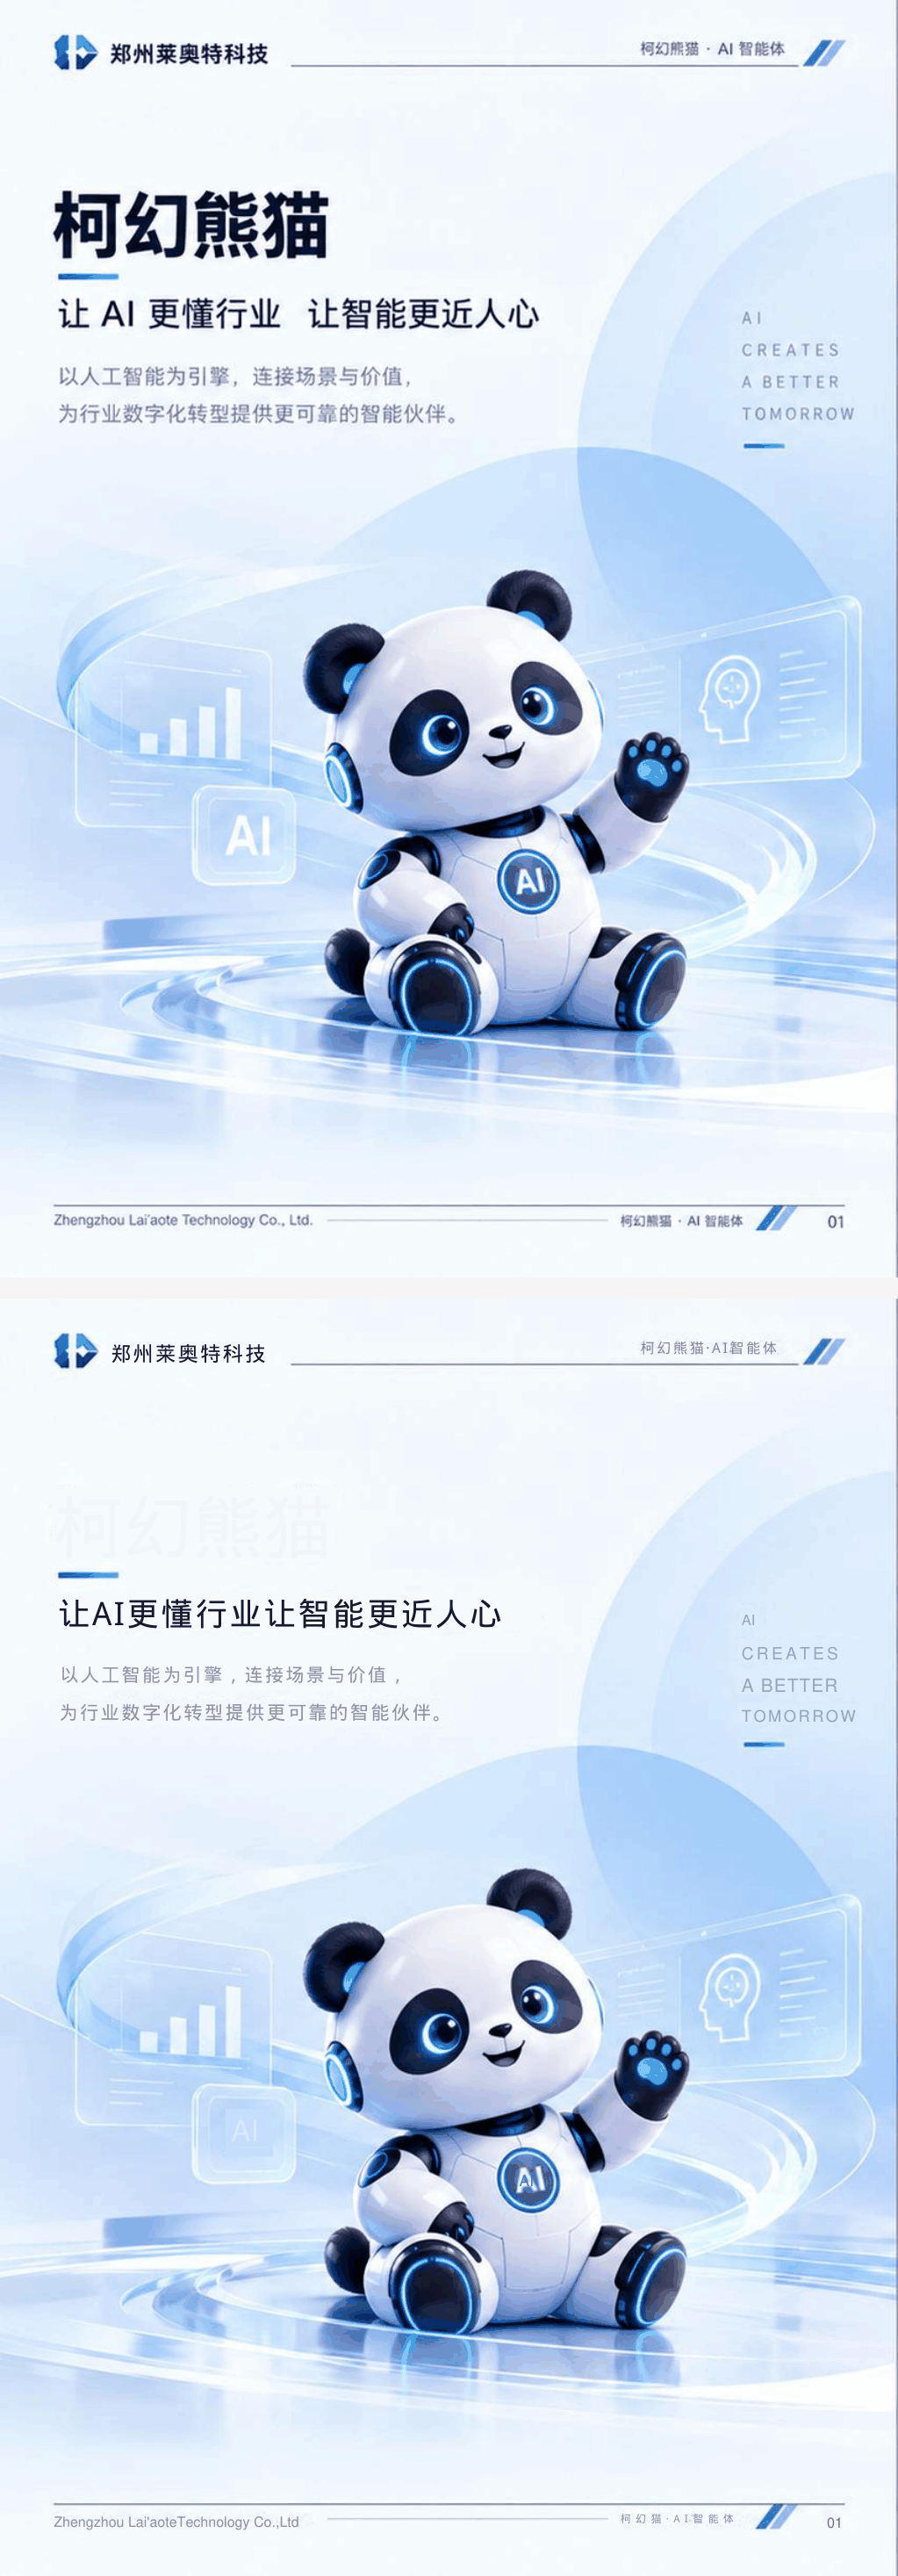 郑州莱奥特科技
柯幻熊猫 · AI 智能体
柯幻熊猫
让 AI 更懂行业 让智能更近人心
以人工智能为引擎，连接场景与价值，
为行业数字化转型提供更可靠的智能伙伴。
AI
CREATES
A BETTER
TOMORROW
AI
AI
Zhengzhou Lai'aote Technology Co., Ltd.
柯幻熊猫 · AI 智能体
01
郑州莱奥特科技
柯幻熊猫·AI智能体
柯幻熊猫
让AI更懂行业让智能更近人心
以人工智能为引擎，连接场景与价值，
为行业数字化转型提供更可靠的智能伙伴。
AI
CREATES
A BETTER
TOMORROW
AI
AI
Zhengzhou Lai'aoteTechnology Co.,Ltd
柯幻猫·AI智能体
01